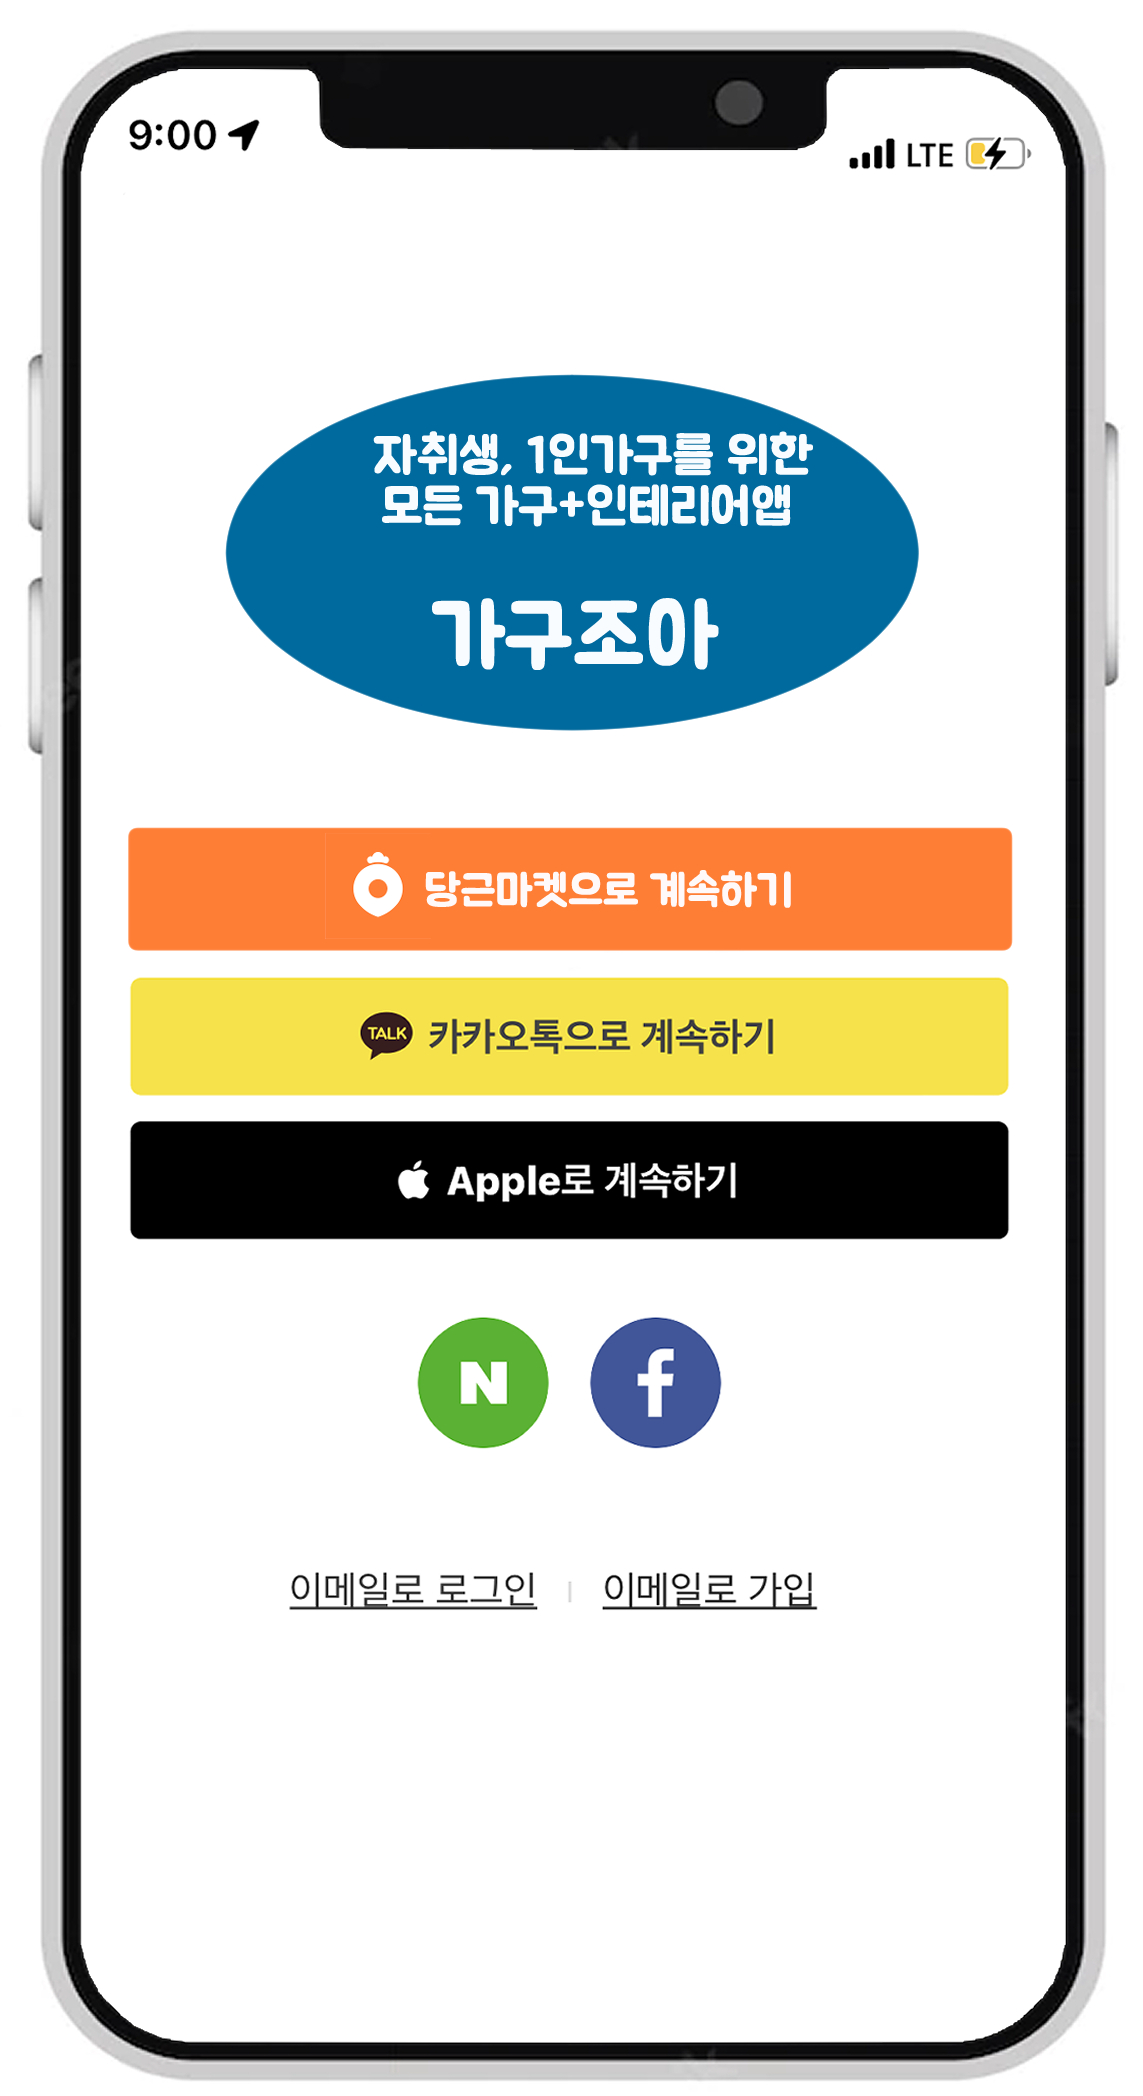 9:00
LTE
자취생, 1인가구를 위한
모든 가구+인테리어앱
가구조아
당근마켓으로 계속하기
TALK 카카오톡으로 계속하기
Apple로 계속하기
N f
이메일로 로그인 | 이메일로 가입